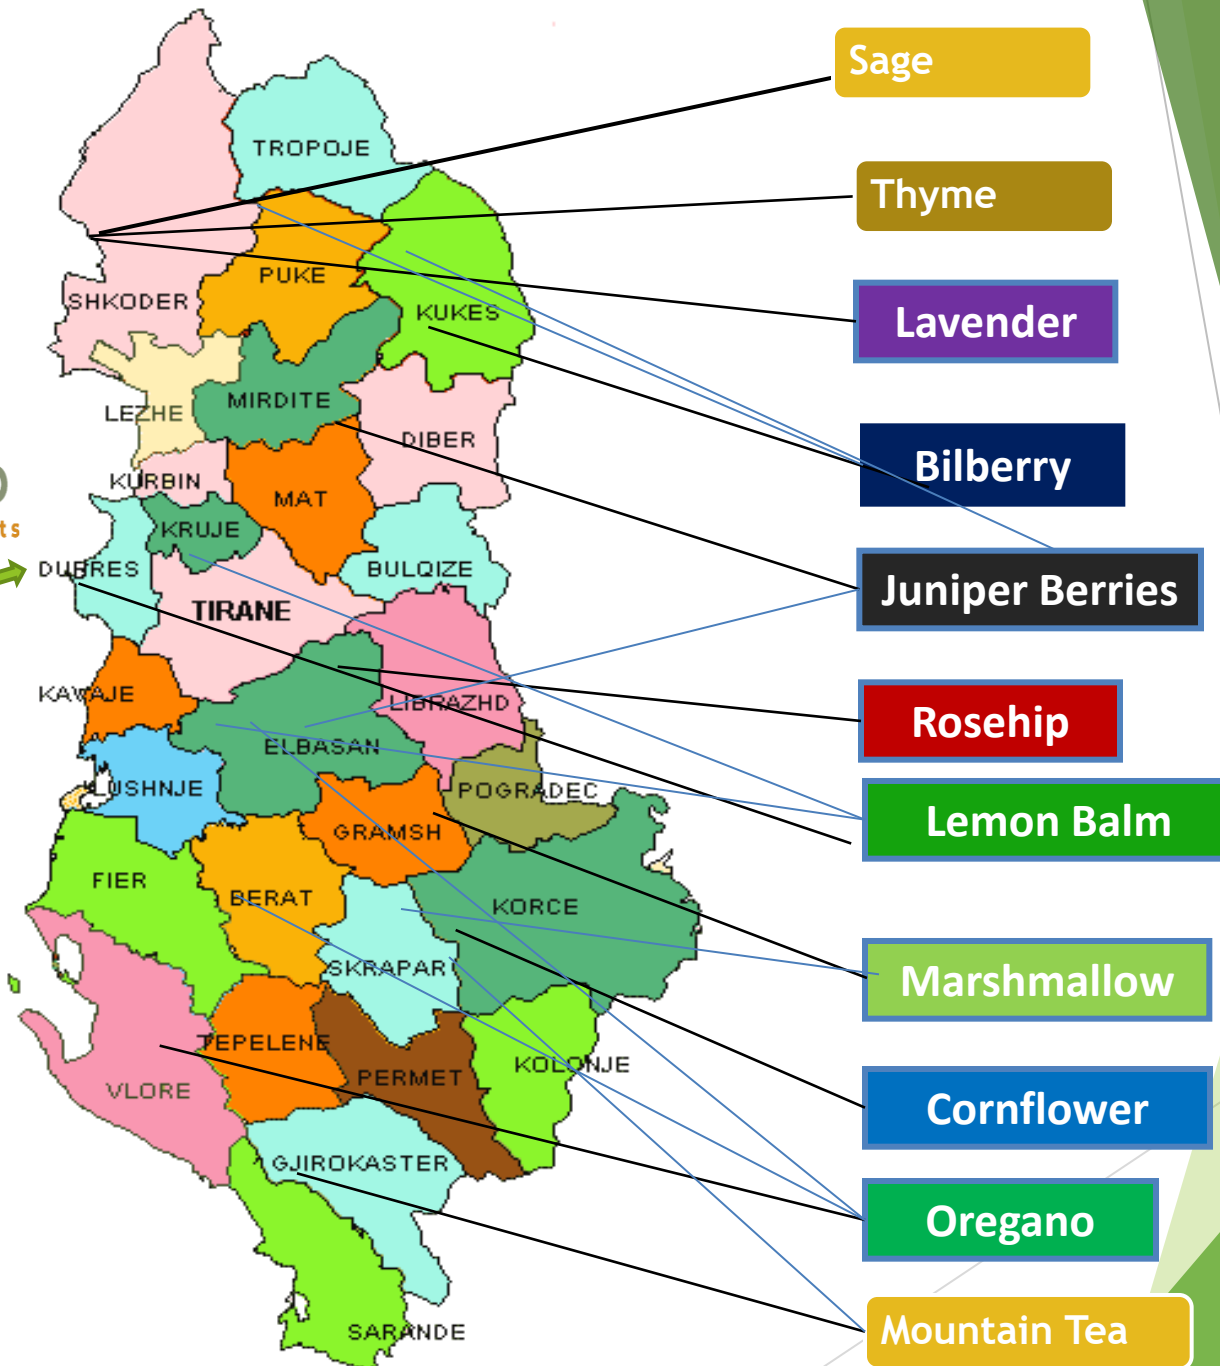 Sage
TROPOJE
Thyme
PUKE
SHKODER
KUKES
Lavender
MIRDITE
LEZHE
DIBER
Bilberry
KURBIN
MAT
KRUJE
ts
DURRES
BULQIZE
Juniper Berries
TIRANE
KAVAJE
LIBRAZHD
Rosehip
ELBASAN
LUSHNJE
POGRADEC
Lemon Balm
GRAMSH
FIER
BERAT
KORCE
SKRAPAR
Marshmallow
TEPELENE
PERMET
KOLONJE
VLORE
Cornflower
GJIROKASTER
Oregano
SARANDE
Mountain Tea